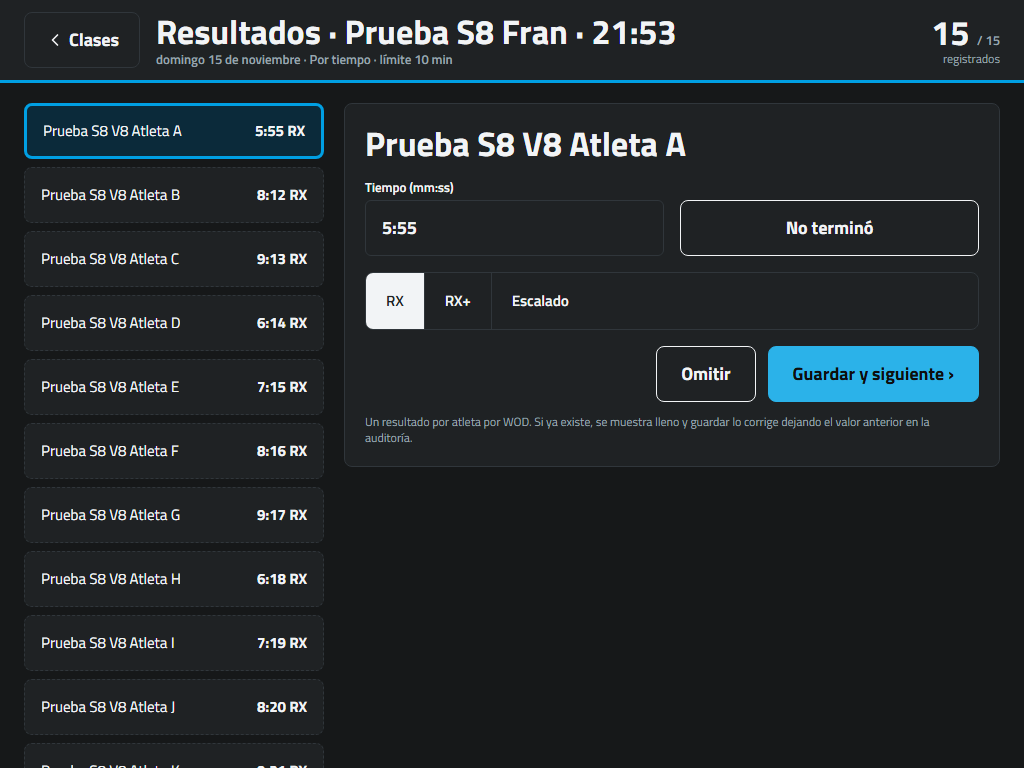 Clases
Resultados · Prueba S8 Fran · 21:53
domingo 15 de noviembre · Por tiempo · límite 10 min
15 / 15
registrados
Prueba S8 V8 Atleta A 5:55 RX
Prueba S8 V8 Atleta B 8:12 RX
Prueba S8 V8 Atleta C 9:13 RX
Prueba S8 V8 Atleta D 6:14 RX
Prueba S8 V8 Atleta E 7:15 RX
Prueba S8 V8 Atleta F 8:16 RX
Prueba S8 V8 Atleta G 9:17 RX
Prueba S8 V8 Atleta H 6:18 RX
Prueba S8 V8 Atleta I 7:19 RX
Prueba S8 V8 Atleta J 8:20 RX
Prueba S8 V8 Atleta A
Tiempo (mm:ss)
5:55
No terminó
RX RX+ Escalado
Omitir
Guardar y siguiente ›
Un resultado por atleta por WOD. Si ya existe, se muestra lleno y guardar lo corrige dejando el valor anterior en la
auditoría.